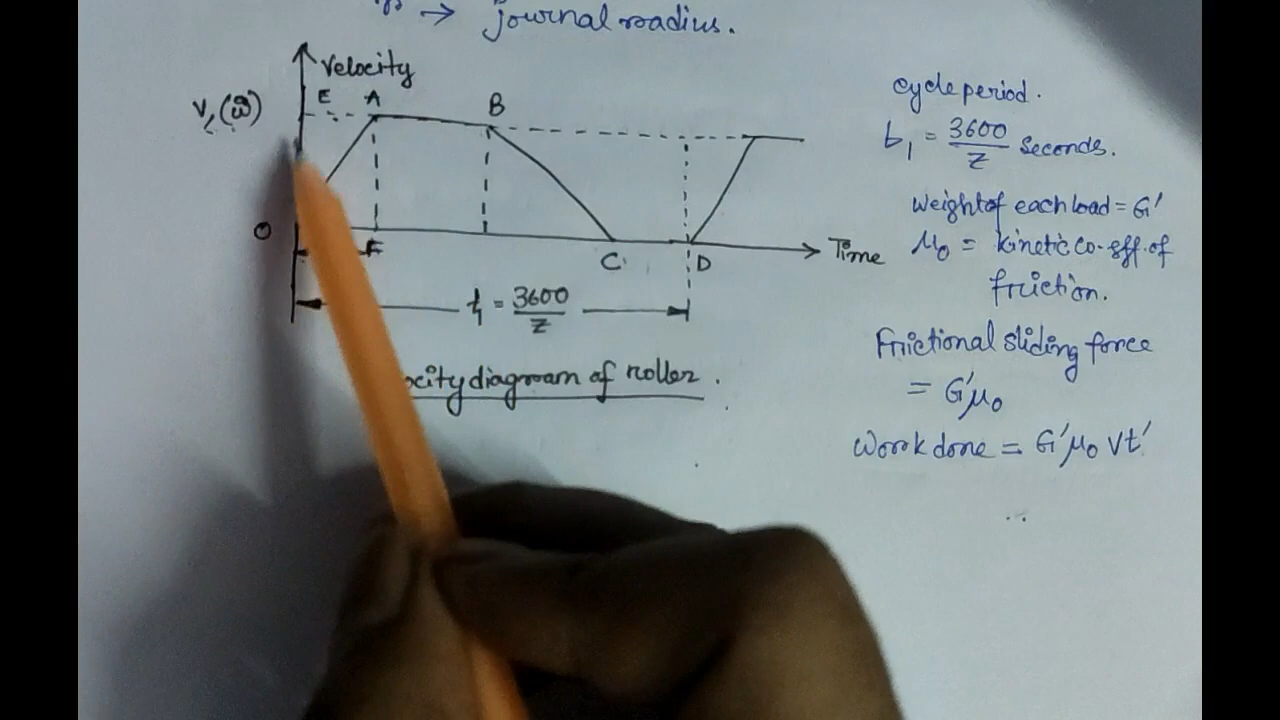 → journal radius.
Velocity
V, (ω)
E A B
O F C D Time
t₁ = 3600/Z
ocity diagram of roller.
cycle period.
t₁ = 3600/Z Seconds.
Weight of each load = G'
μ₀ = kinetic co-eff. of
friction.
Frictional sliding force
= G'μ₀
Work done = G'μ₀ Vt'